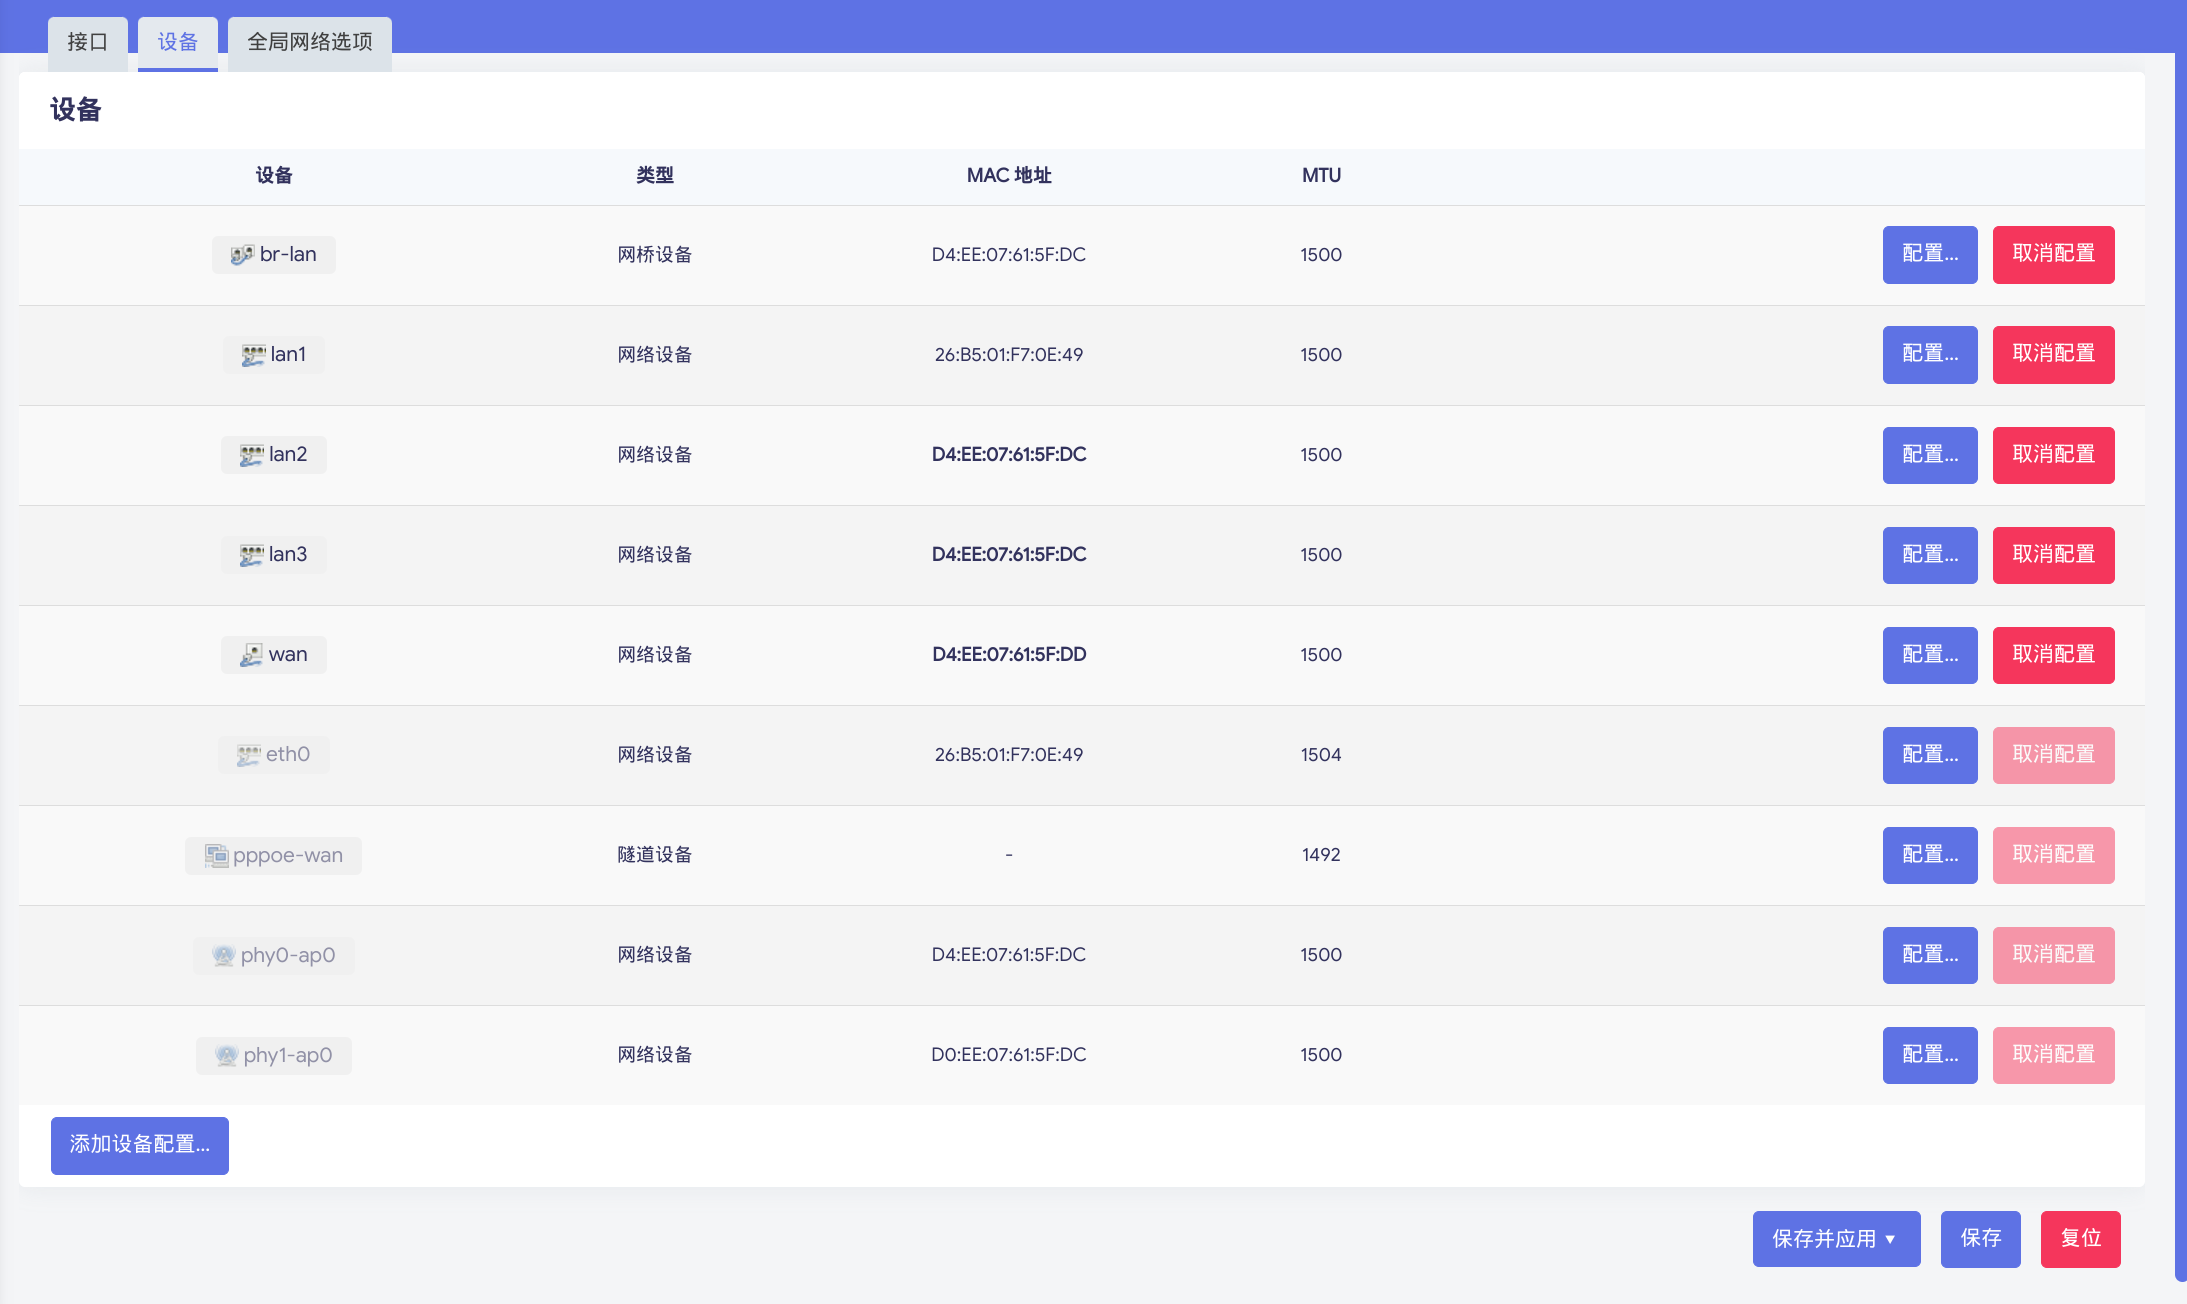 接口 设备 全局网络选项
设备
设备 类型 MAC 地址 MTU
br-lan 网桥设备 D4:EE:07:61:5F:DC 1500 配置... 取消配置
lan1 网络设备 26:B5:01:F7:0E:49 1500 配置... 取消配置
lan2 网络设备 D4:EE:07:61:5F:DC 1500 配置... 取消配置
lan3 网络设备 D4:EE:07:61:5F:DC 1500 配置... 取消配置
wan 网络设备 D4:EE:07:61:5F:DD 1500 配置... 取消配置
eth0 网络设备 26:B5:01:F7:0E:49 1504 配置... 取消配置
pppoe-wan 隧道设备 - 1492 配置... 取消配置
phy0-ap0 网络设备 D4:EE:07:61:5F:DC 1500 配置... 取消配置
phy1-ap0 网络设备 D0:EE:07:61:5F:DC 1500 配置... 取消配置
添加设备配置...
保存并应用 ▾ 保存 复位